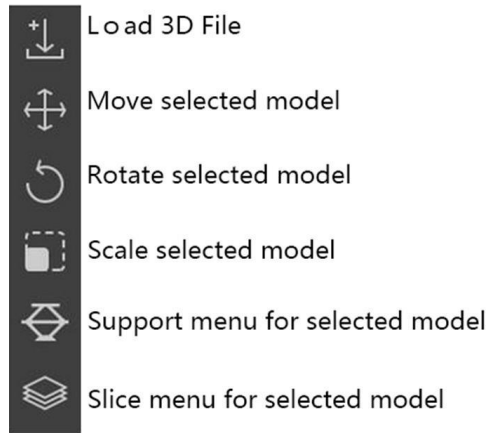 Load 3D File
Move selected model
Rotate selected model
Scale selected model
Support menu for selected model
Slice menu for selected model